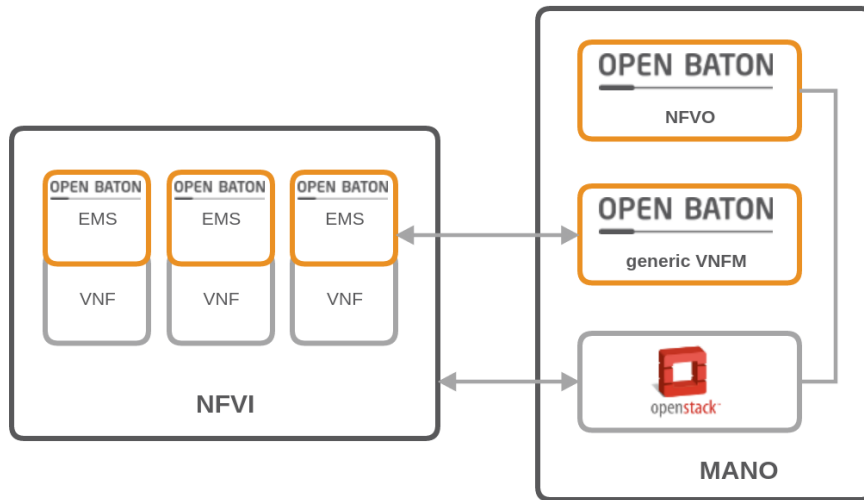 OPEN BATON
NFVO
OPEN BATON OPEN BATON OPEN BATON
EMS EMS EMS
OPEN BATON
generic VNFM
VNF VNF VNF
openstack™
NFVI
MANO